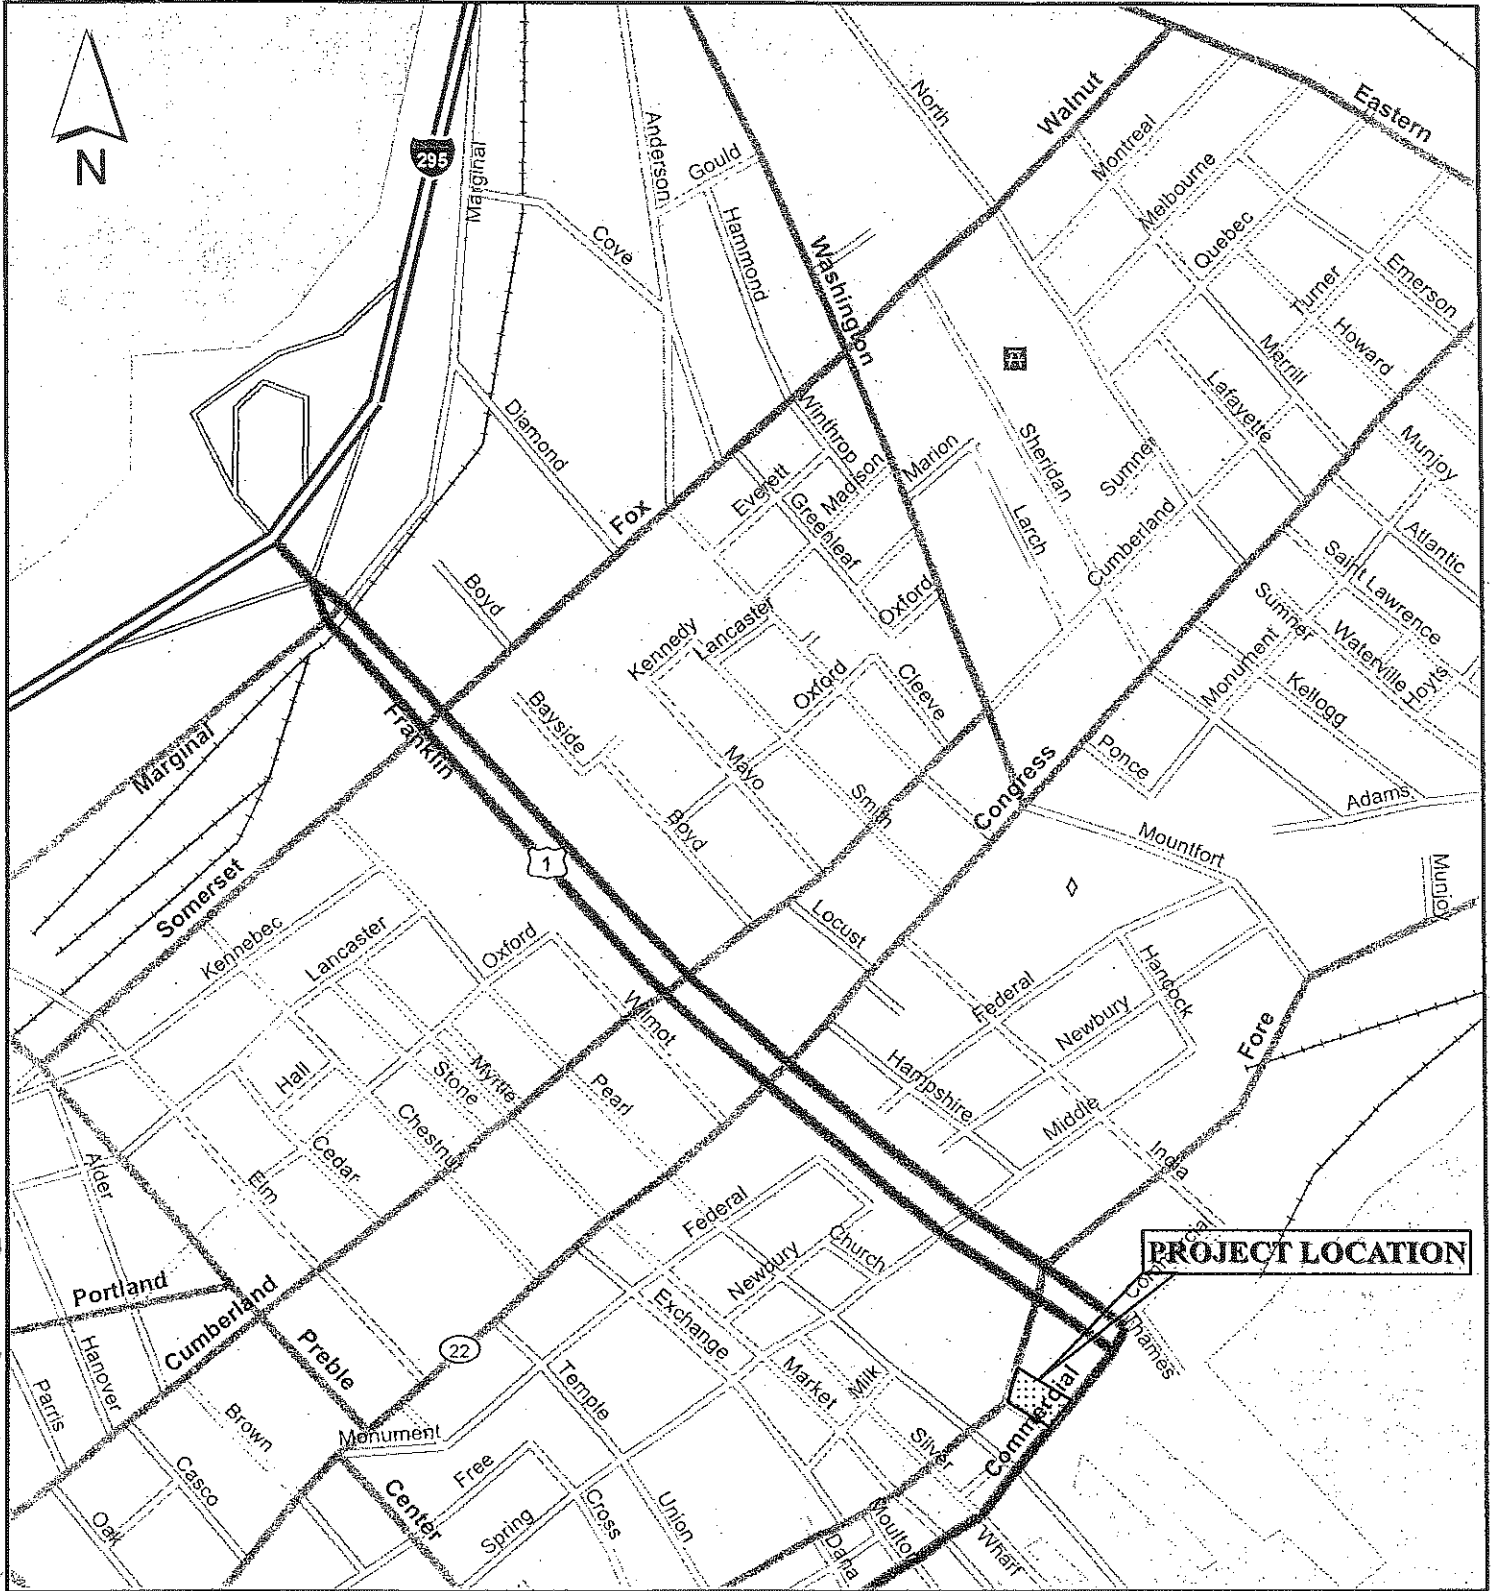 Eastern
Walnut
North
Montreal
295
Marginal
Anderson
Gould
N
Melbourne
Hammond
Cove
Washington
Quebec
Emerson
Turner
Howard
H
Merrill
Lafayette
Diamond
Winthrop
Marion
Sheridan
Sumner
Munjoy
Everett
Madison
Fox
Greenleaf
Larch
Cumberland
Atlantic
Saint Lawrence
Boyd
Oxford
Sumner
Kennedy
Lancaster
Waterville
Monument
Hoyts
Oxford
Cleeve
Kellogg
Bayside
Franklin
Marginal
Mayo
Ponce
Congress
Smith
Adams
Boyd
Mountfort
1
Somerset
Munjoy
Locust
Kennebec
Lancaster
Oxford
Hancock
Federal
Wilmot
Newbury
Fore
Hall
Stone
Myrtle
Pearl
Hampshire
Chestnut
Middle
Alder
Cedar
India
Elm
Federal
Church
Commercial
PROJECT LOCATION
Newbury
Portland
Cumberland
Exchange
Preble
22
Thames
Hanover
Market
Milk
Temple
Parris
Brown
Commercial
Monument
Silver
Free
Casco
Center
Union
Cross
Oak
Spring
Moulton
Wharf
Dana